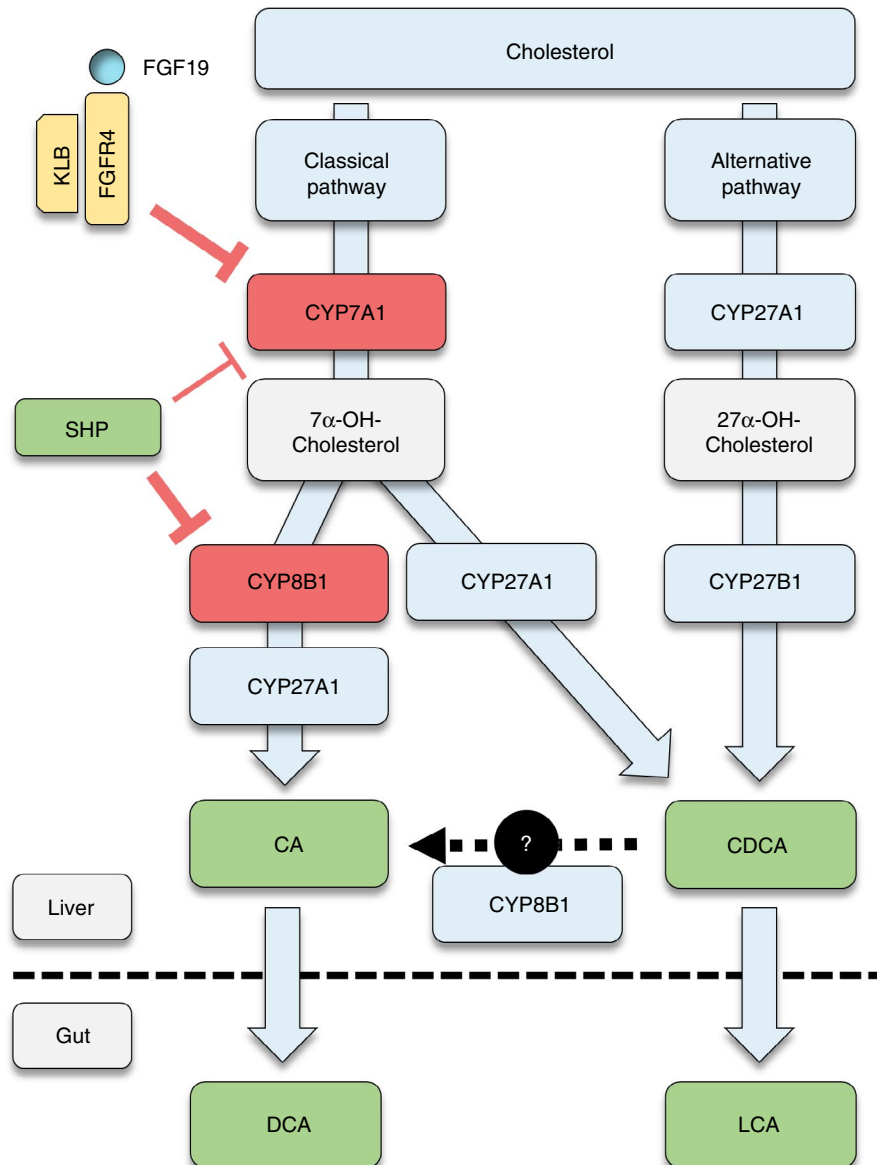 Cholesterol
FGF19
KLB
FGFR4
Classical
pathway
Alternative
pathway
CYP7A1
CYP27A1
SHP
7α-OH-
Cholesterol
27α-OH-
Cholesterol
CYP8B1
CYP27A1
CYP27B1
CYP27A1
CA
?
CDCA
CYP8B1
Liver
Gut
DCA
LCA